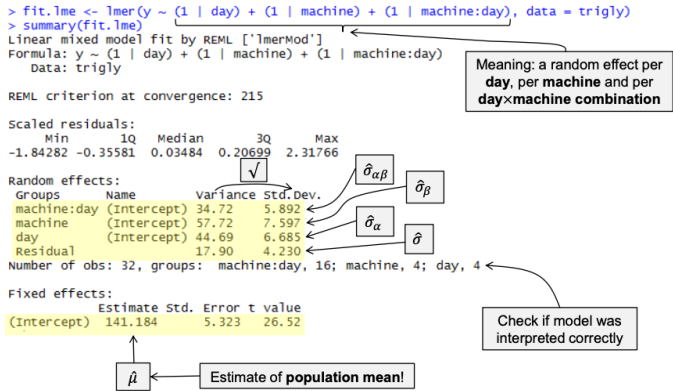 > fit.lme <- lmer(y ~ (1 | day) + (1 | machine) + (1 | machine:day), data = trigly)
> summary(fit.lme)
Linear mixed model fit by REML ['lmerMod']
Formula: y ~ (1 | day) + (1 | machine) + (1 | machine:day)
Data: trigly
Meaning: a random effect per
day, per machine and per
day×machine combination
REML criterion at convergence: 215
Scaled residuals:
Min 1Q Median 3Q Max
-1.84282 -0.35581 0.03484 0.20699 2.31766
√
Random effects:
Groups Name Variance Std.Dev.
machine:day (Intercept) 34.72 5.892
machine (Intercept) 57.72 7.597
day (Intercept) 44.69 6.685
Residual 17.90 4.230
σ̂αβ
σ̂β
σ̂α
σ̂
Number of obs: 32, groups: machine:day, 16; machine, 4; day, 4
Fixed effects:
Estimate Std. Error t value
(Intercept) 141.184 5.323 26.52
Check if model was
interpreted correctly
μ̂
Estimate of population mean!